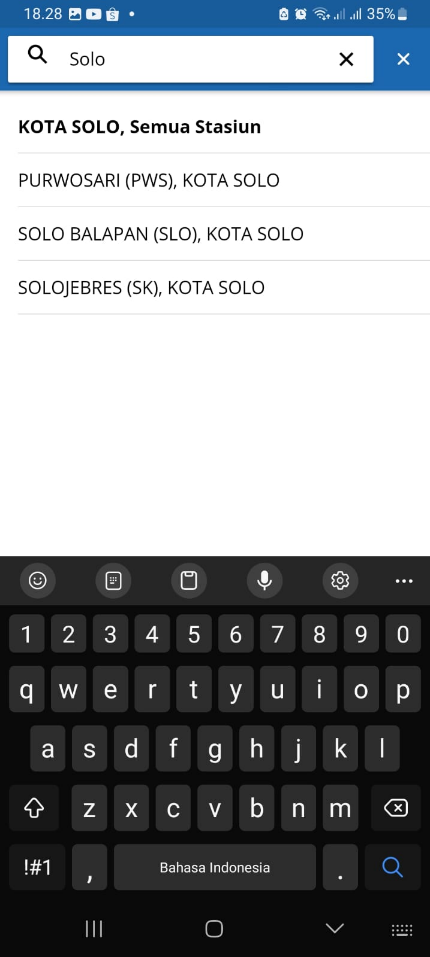 18.28
35%
Solo
KOTA SOLO, Semua Stasiun
PURWOSARI (PWS), KOTA SOLO
SOLO BALAPAN (SLO), KOTA SOLO
SOLOJEBRES (SK), KOTA SOLO
1 2 3 4 5 6 7 8 9 0
q w e r t y u i o p
a s d f g h j k l
z x c v b n m
!#1 , Bahasa Indonesia .